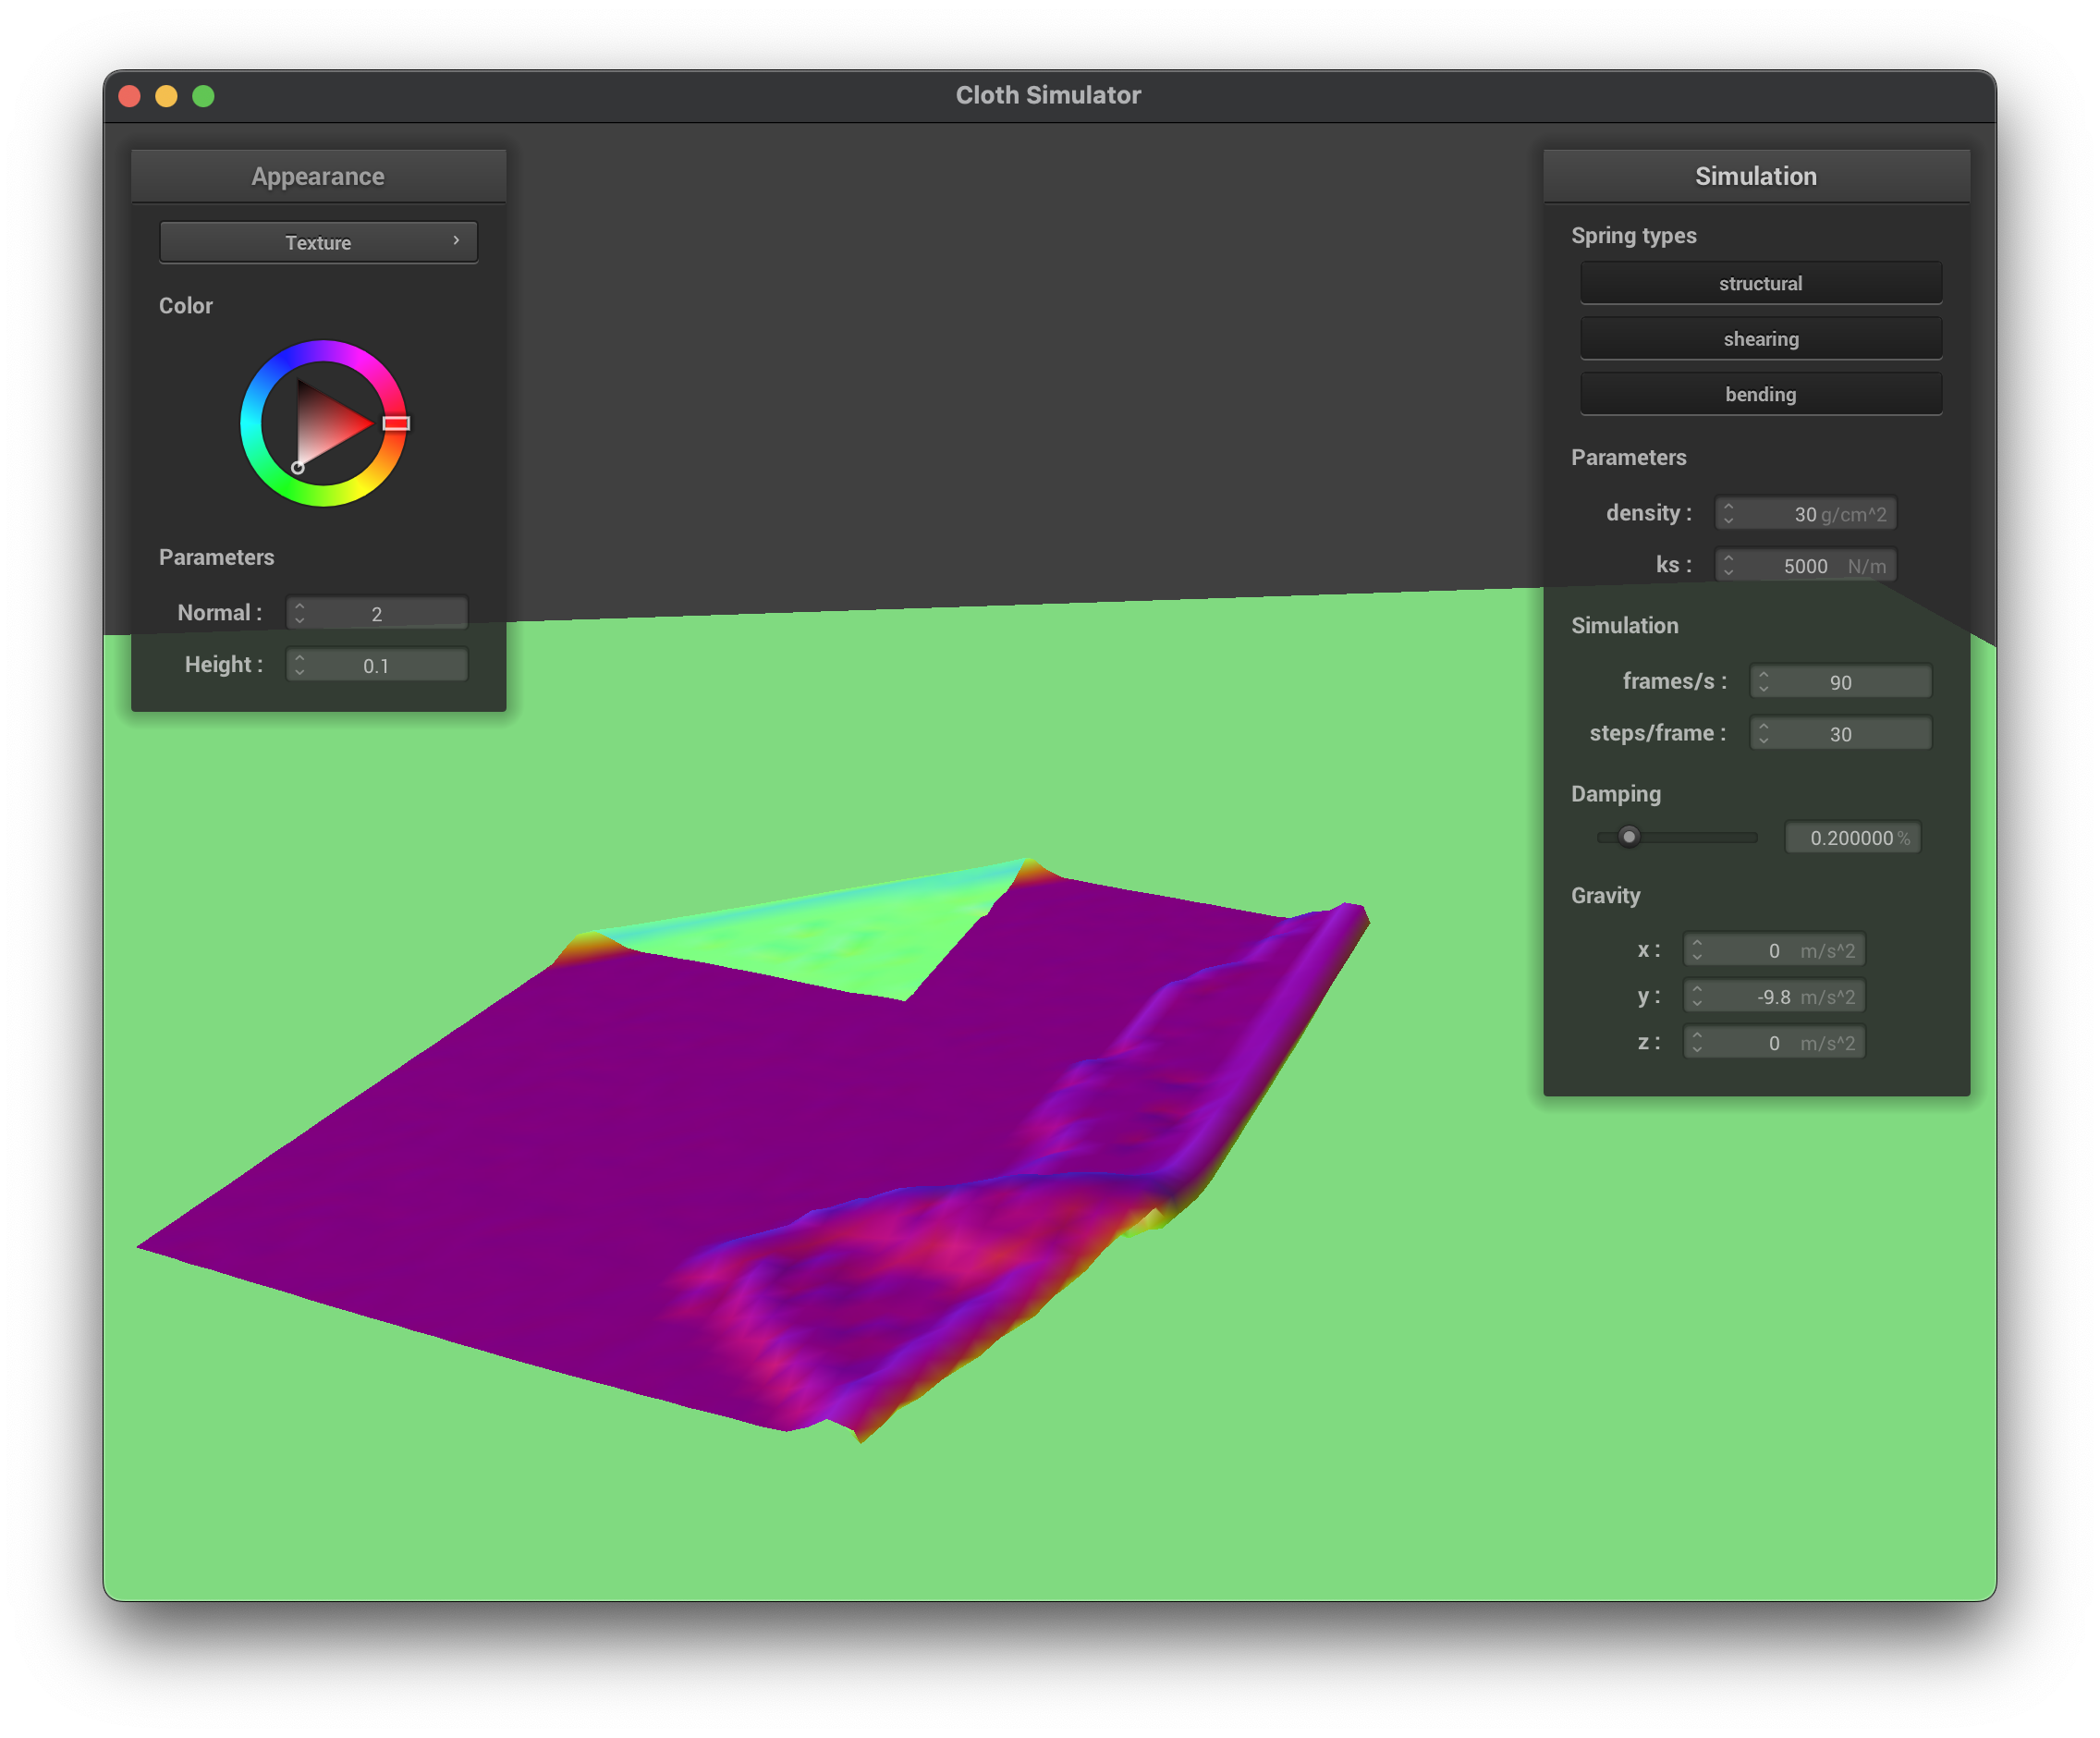 Cloth Simulator
Appearance
Texture
Color
Parameters
Normal : 2
Height : 0.1
Simulation
Spring types
structural
shearing
bending
Parameters
density : 30 g/cm^2
ks : 5000 N/m
Simulation
frames/s : 90
steps/frame : 30
Damping
0.200000 %
Gravity
x : 0 m/s^2
y : -9.8 m/s^2
z : 0 m/s^2